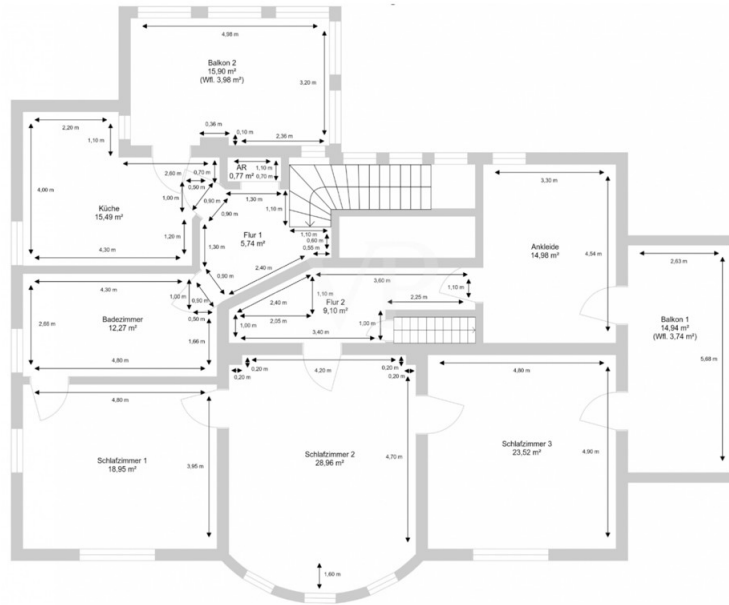 4,98 m
Balkon 2
15,90 m²
(Wfl. 3,98 m²)
3,20 m
0,36 m
0,10 m
2,36 m
2,20 m
1,10 m
4,00 m
Küche
15,49 m²
4,30 m
2,60 m
0,70 m
0,90 m
1,00 m
1,20 m
AR
0,77 m²
1,10 m
0,70 m
0,60 m
0,90 m
1,30 m
1,10 m
Flur 1
5,74 m²
1,30 m
1,10 m
0,60 m
0,55 m
2,40 m
0,90 m
3,30 m
Ankleide
14,98 m²
4,54 m
2,63 m
Balkon 1
14,94 m²
(Wfl. 3,74 m²)
5,68 m
4,30 m
Badezimmer
12,27 m²
2,65 m
1,00 m
0,50 m
1,66 m
4,80 m
3,60 m
1,10 m
2,40 m
Flur 2
9,10 m²
2,25 m
1,10 m
2,05 m
1,00 m
3,40 m
1,00 m
4,80 m
Schlafzimmer 1
18,95 m²
3,95 m
0,20 m
0,20 m
4,20 m
0,20 m
0,20 m
Schlafzimmer 2
28,96 m²
4,70 m
1,60 m
4,80 m
Schlafzimmer 3
23,52 m²
4,90 m